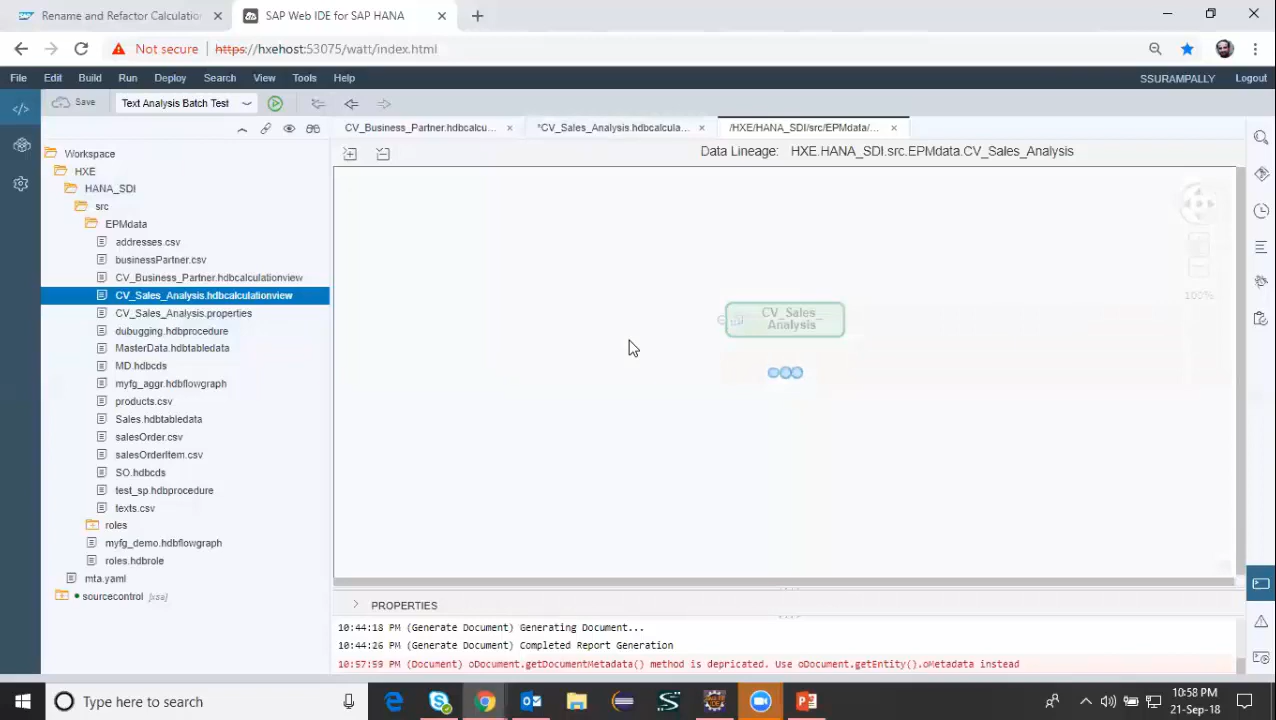 Rename and Refactor Calculation
SAP Web IDE for SAP HANA
Not secure
https://hxehost:53075/watt/index.html
File Edit Build Run Deploy Search View Tools Help
SSURAMPALLY Logout
Save
Text Analysis Batch Test
CV_Business_Partner.hdbcalcu...
*CV_Sales_Analysis.hdbcalcula...
/HXE/HANA_SDI/src/EPMdata/...
Data Lineage: HXE.HANA_SDI.src.EPMdata.CV_Sales_Analysis
Workspace
HXE
HANA_SDI
src
EPMdata
addresses.csv
businessPartner.csv
CV_Business_Partner.hdbcalculationview
CV_Sales_Analysis.hdbcalculationview
CV_Sales_Analysis.properties
dubugging.hdbprocedure
MasterData.hdbtabledata
MD.hdbcds
myfg_aggr.hdbflowgraph
products.csv
Sales.hdbtabledata
salesOrder.csv
salesOrderItem.csv
SO.hdbcds
test_sp.hdbprocedure
texts.csv
roles
myfg_demo.hdbflowgraph
roles.hdbrole
mta.yaml
sourcecontrol [xsa]
CV_Sales_
Analysis
100%
PROPERTIES
10:44:18 PM (Generate Document) Generating Document...
10:44:26 PM (Generate Document) Completed Report Generation
10:57:59 PM (Document) oDocument.getDocumentMetadata() method is depricated. Use oDocument.getEntity().oMetadata instead
Type here to search
10:58 PM
21-Sep-18